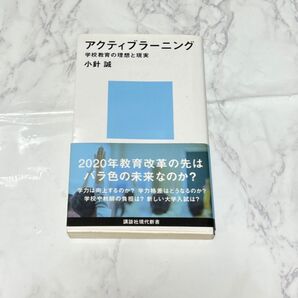 アクティブラーニング
学校教育の理想と現実
小針 誠
2020年教育改革の先は
バラ色の未来なのか?
学力は向上するのか? 学力格差はどうなるのか?
学校や教師の負担は? 新しい大学入試は?
講談社現代新書